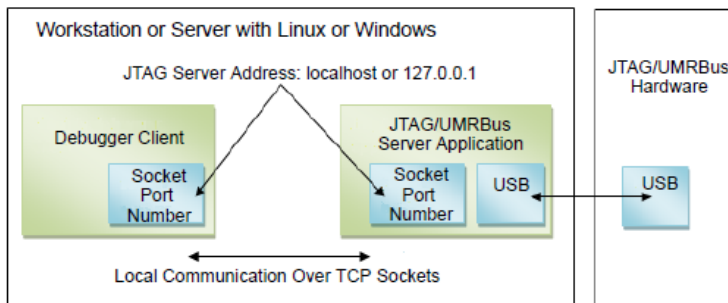 Workstation or Server with Linux or Windows
JTAG Server Address: localhost or 127.0.0.1
JTAG/UMRBus
Hardware
Debugger Client
Socket
Port
Number
JTAG/UMRBus
Server Application
Socket
Port
Number
USB
USB
Local Communication Over TCP Sockets